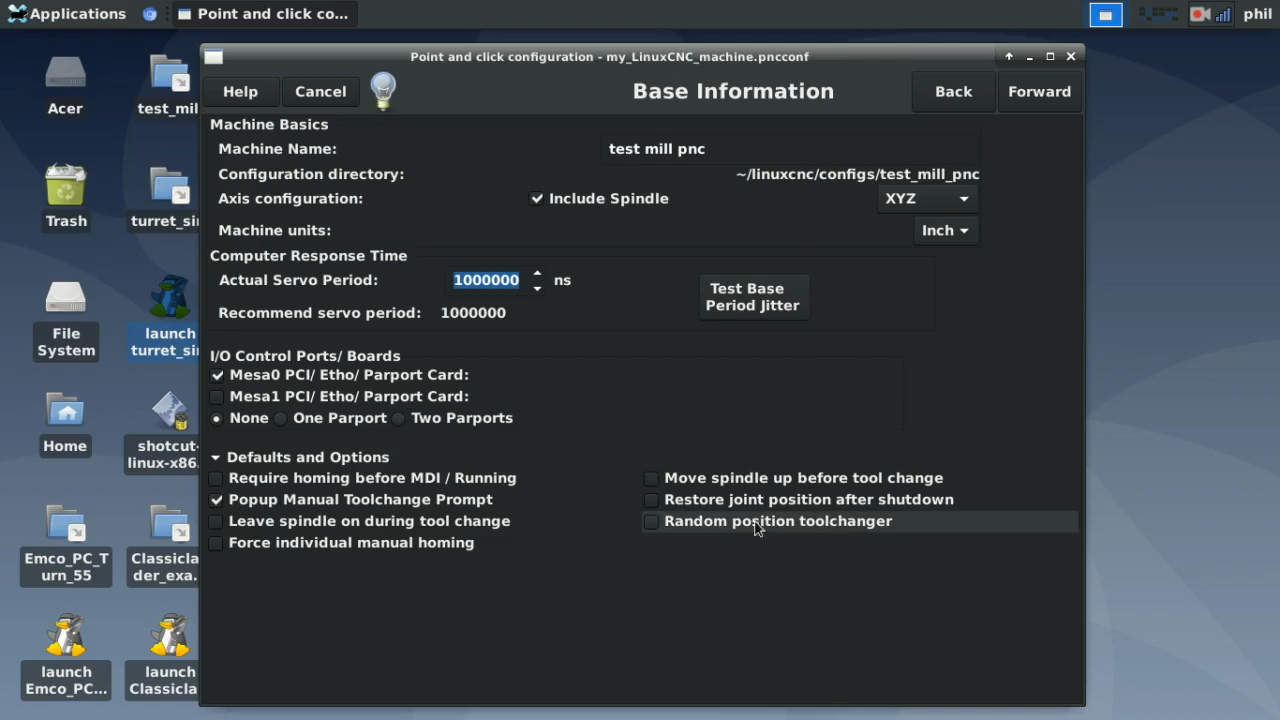 Applications
Point and click co...
phil
Point and click configuration - my_LinuxCNC_machine.pncconf
Help
Cancel
Base Information
Back
Forward
Machine Basics
Machine Name:
test mill pnc
Configuration directory:
~/linuxcnc/configs/test_mill_pnc
Axis configuration:
Include Spindle
XYZ
Machine units:
Inch
Computer Response Time
Actual Servo Period:
1000000
ns
Test Base
Period Jitter
Recommend servo period:
1000000
I/O Control Ports/ Boards
Mesa0 PCI/ Etho/ Parport Card:
Mesa1 PCI/ Etho/ Parport Card:
None
One Parport
Two Parports
Defaults and Options
Require homing before MDI / Running
Move spindle up before tool change
Popup Manual Toolchange Prompt
Restore joint position after shutdown
Leave spindle on during tool change
Random position toolchanger
Force individual manual homing
Acer
test_mil
Trash
turret_si
File
System
launch
turret_si
Home
shotcut-
linux-x86.
Emco_PC_T
urn_55
Classicla
der_exa.
launch
Emco_PC...
launch
Classicla